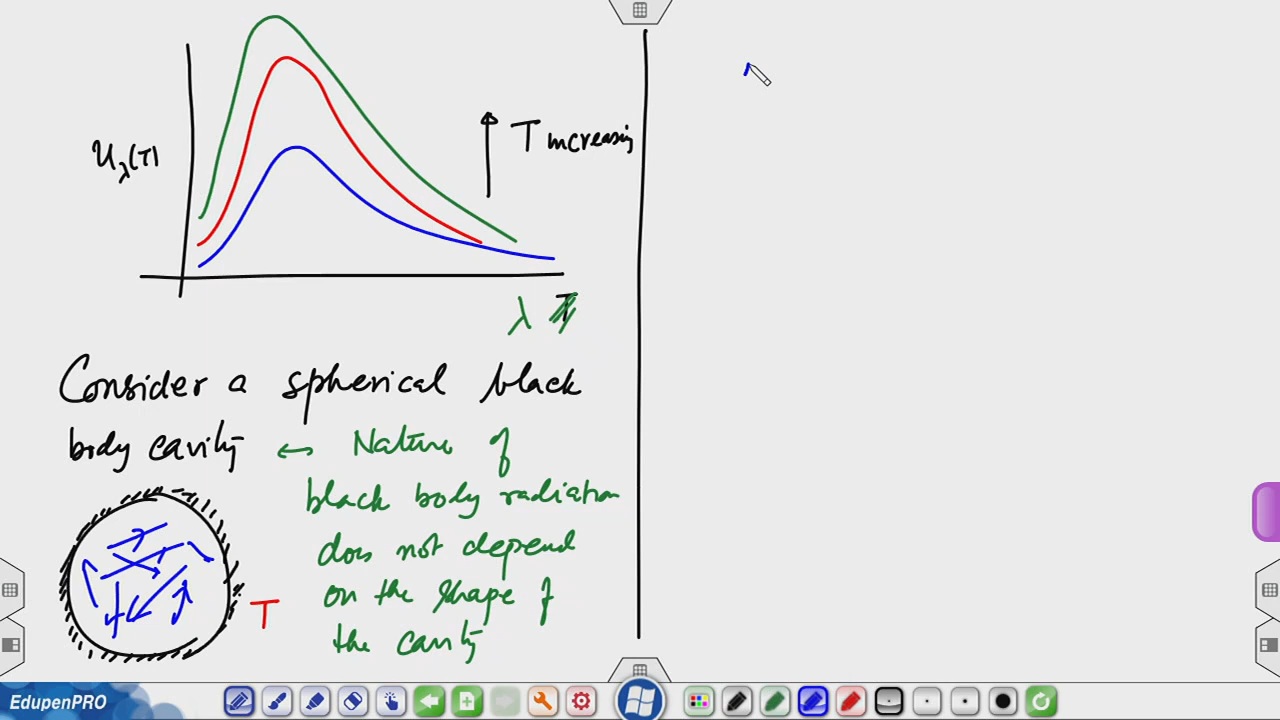 u_λ(T)
T increasing
λ
Consider a spherical black
body cavity ↔ Nature of
black body radiation
does not depend
on the shape of
the cavity
T
EdupenPRO